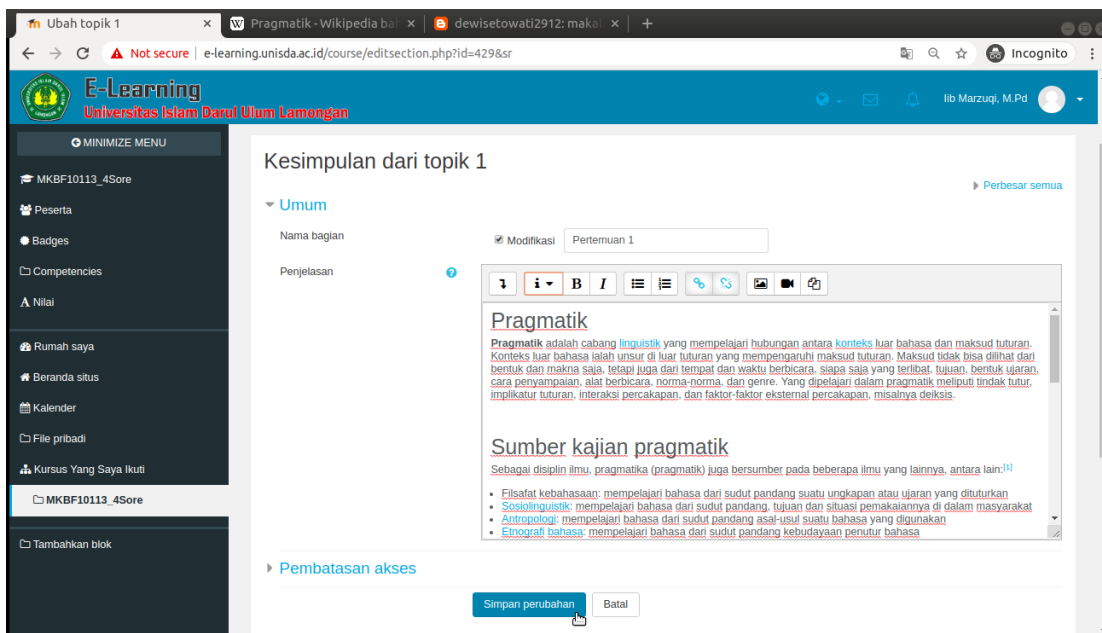 Ubah topik 1
Pragmatik - Wikipedia ba
dewisetowati2912: maka
Not secure | e-learning.unisda.ac.id/course/editsection.php?id=429&sr
Incognito
E-Learning
Universitas Islam Darul Ulum Lamongan
Iib Marzuqi, M.Pd
MINIMIZE MENU
MKBF10113_4Sore
Peserta
Badges
Competencies
Nilai
Rumah saya
Beranda situs
Kalender
File pribadi
Kursus Yang Saya Ikuti
MKBF10113_4Sore
Tambahkan blok
Kesimpulan dari topik 1
Perbesar semua
Umum
Nama bagian
Modifikasi
Pertemuan 1
Penjelasan
Pragmatik
Pragmatik adalah cabang linguistik yang mempelajari hubungan antara konteks luar bahasa dan maksud tuturan.
Konteks luar bahasa ialah unsur di luar tuturan yang mempengaruhi maksud tuturan. Maksud tidak bisa dilihat dari
bentuk dan makna saja, tetapi juga dari tempat dan waktu berbicara, siapa saja yang terlibat, tujuan, bentuk ujaran,
cara penyampaian, alat berbicara, norma-norma, dan genre. Yang dipelajari dalam pragmatik meliputi tindak tutur,
implikatur tuturan, interaksi percakapan, dan faktor-faktor eksternal percakapan, misalnya deiksis.
Sumber kajian pragmatik
Sebagai disiplin ilmu, pragmatika (pragmatik) juga bersumber pada beberapa ilmu yang lainnya, antara lain:[1]
Filsafat kebahasaan: mempelajari bahasa dari sudut pandang suatu ungkapan atau ujaran yang dituturkan
Sosiolinguistik: mempelajari bahasa dari sudut pandang, tujuan dan situasi pemakaiannya di dalam masyarakat
Antropologi: mempelajari bahasa dari sudut pandang asal-usul suatu bahasa yang digunakan
Etnografi bahasa: mempelajari bahasa dari sudut pandang kebudayaan penutur bahasa
Pembatasan akses
Simpan perubahan
Batal